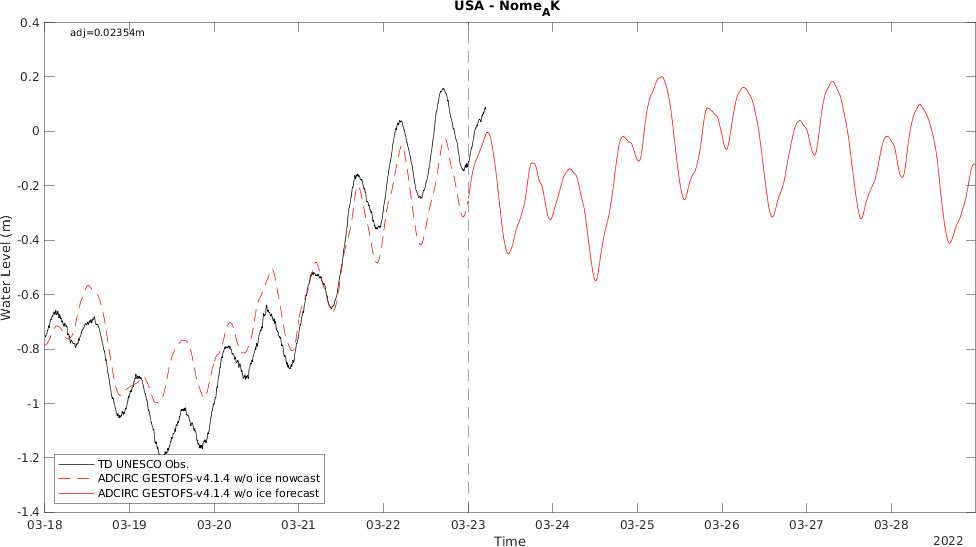 USA - Nome_AK
adj=0.02354m
0.4
0.2
0
-0.2
-0.4
-0.6
-0.8
-1
-1.2
-1.4
Water Level (m)
TD UNESCO Obs.
ADCIRC GESTOFS-v4.1.4 w/o ice nowcast
ADCIRC GESTOFS-v4.1.4 w/o ice forecast
03-18 03-19 03-20 03-21 03-22 03-23 03-24 03-25 03-26 03-27 03-28
Time
2022